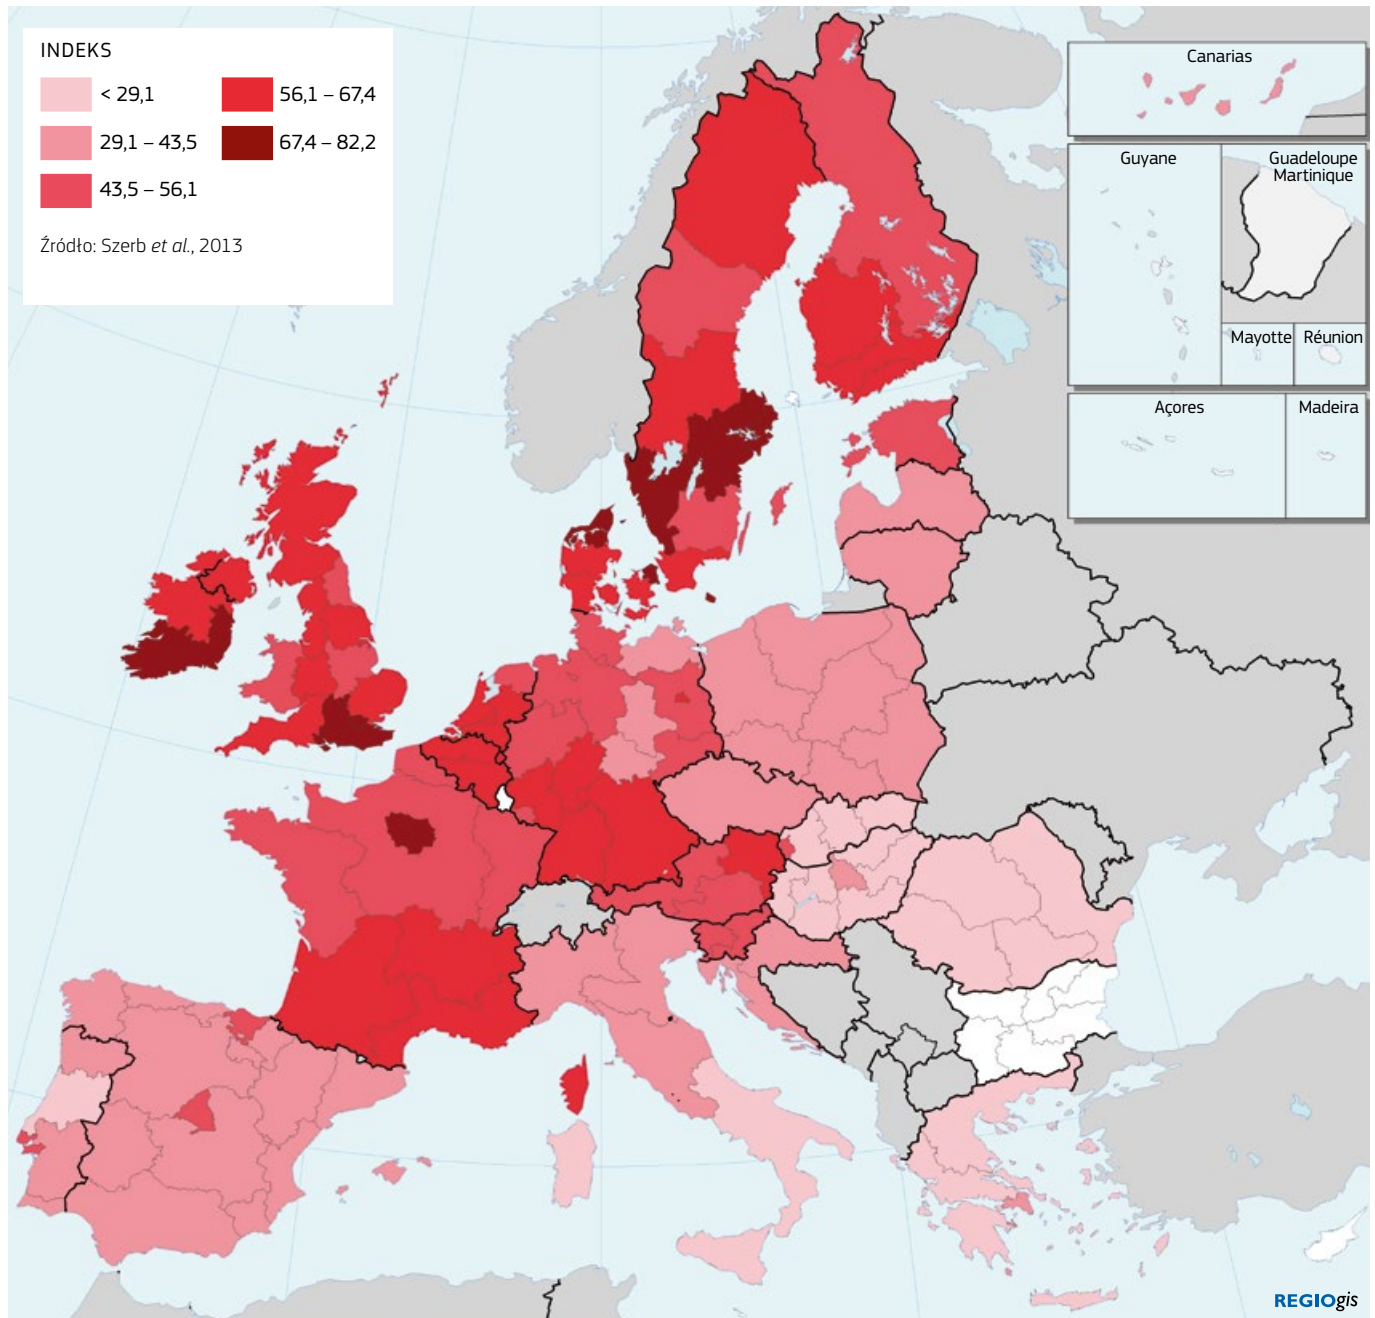 INDEKS
< 29,1
29,1 – 43,5
43,5 – 56,1
56,1 – 67,4
67,4 – 82,2
Źródło: Szerb et al., 2013
Canarias
Guyane
Guadeloupe
Martinique
Mayotte
Réunion
Açores
Madeira
REGIOgis